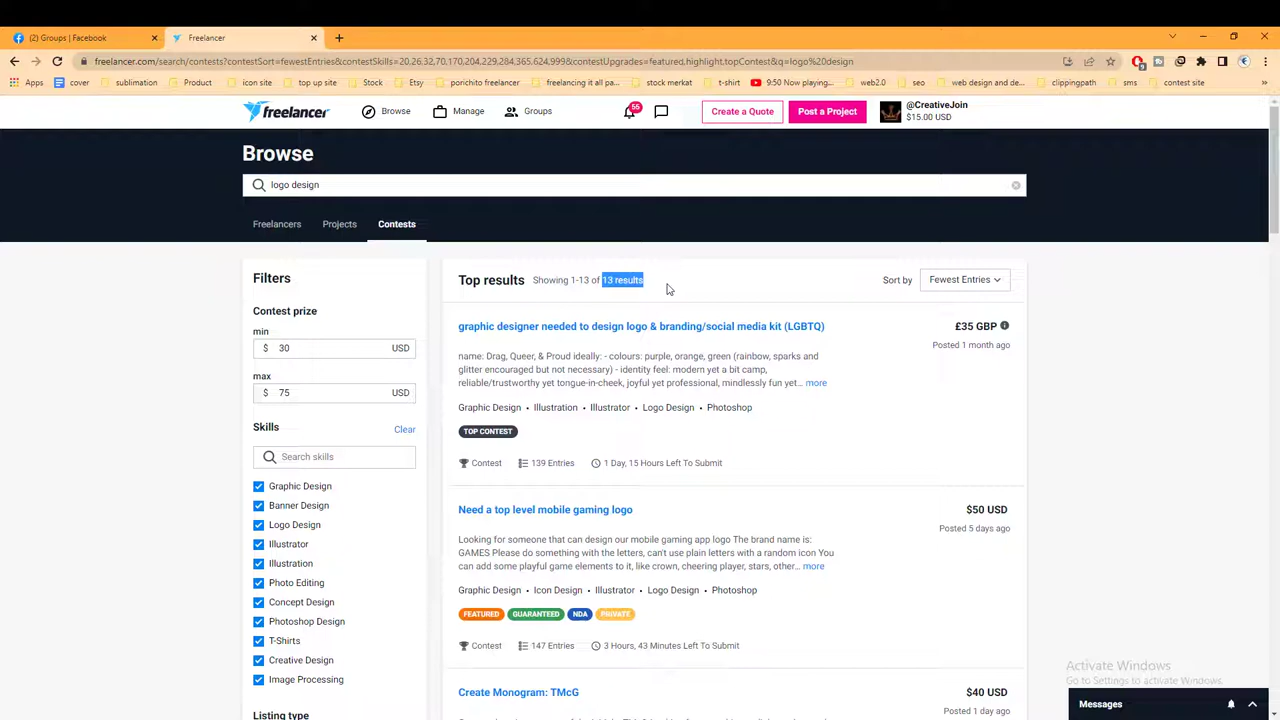 (2) Groups | Facebook
Freelancer
freelancer.com/search/contests?contestSort=fewestEntries&contestSkills=20,26,32,70,170,204,229,284,365,624,999&contestUpgrades=featured,highlight,topContest&q=logo%20design
Apps cover sublimation Product icon site top up site Stock Etsy porichito freelancer freelancing it all pa... stock merkat t-shirt 9:50 Now playing... web2.0 seo web design and de... clippingpath sms contest site
freelancer Browse Manage Groups 55 Create a Quote Post a Project @CreativeJoin
$15.00 USD
Browse
logo design
Freelancers Projects Contests
Filters
Contest prize
min
$ 30 USD
max
$ 75 USD
Skills Clear
Search skills
Graphic Design
Banner Design
Logo Design
Illustrator
Illustration
Photo Editing
Concept Design
Photoshop Design
T-Shirts
Creative Design
Image Processing
Listing type
Top results Showing 1-13 of 13 results Sort by Fewest Entries
graphic designer needed to design logo & branding/social media kit (LGBTQ) £35 GBP
Posted 1 month ago
name: Drag, Queer, & Proud ideally: - colours: purple, orange, green (rainbow, sparks and
glitter encouraged but not necessary) - identity feel: modern yet a bit camp,
reliable/trustworthy yet tongue-in-cheek, joyful yet professional, mindlessly fun yet... more
Graphic Design • Illustration • Illustrator • Logo Design • Photoshop
TOP CONTEST
Contest 139 Entries 1 Day, 15 Hours Left To Submit
Need a top level mobile gaming logo $50 USD
Posted 5 days ago
Looking for someone that can design our mobile gaming app logo The brand name is:
GAMES Please do something with the letters, can't use plain letters with a random icon You
can add some playful game elements to it, like crown, cheering player, stars, other... more
Graphic Design • Icon Design • Illustrator • Logo Design • Photoshop
FEATURED GUARANTEED NDA PRIVATE
Contest 147 Entries 3 Hours, 43 Minutes Left To Submit
Create Monogram: TMcG $40 USD
Posted 1 day ago
Activate Windows
Go to Settings to activate Windows.
Messages